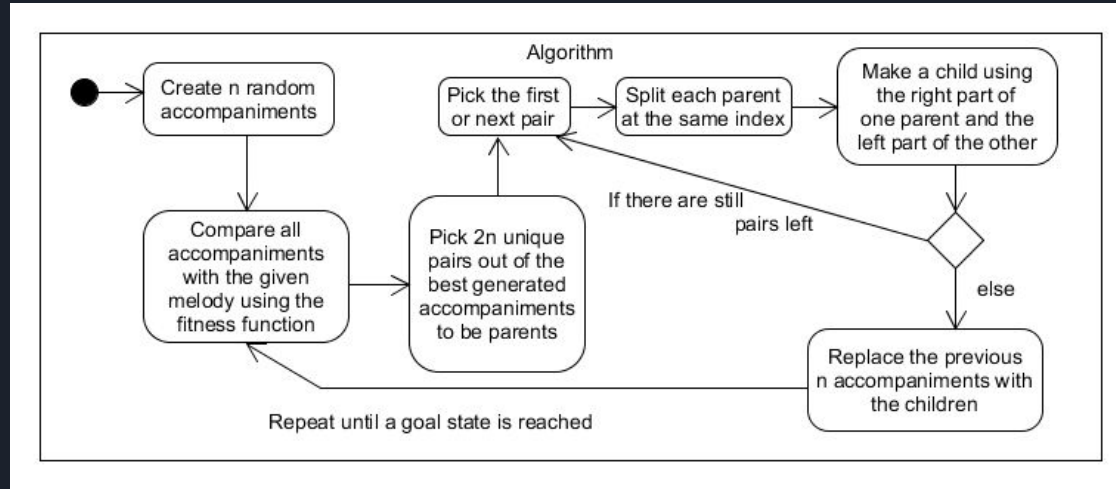 Algorithm
Create n random
accompaniments
Compare all
accompaniments
with the given
melody using the
fitness function
Pick 2n unique
pairs out of the
best generated
accompaniments
to be parents
Pick the first
or next pair
Split each parent
at the same index
Make a child using
the right part of
one parent and the
left part of the other
If there are still
pairs left
else
Replace the previous
n accompaniments with
the children
Repeat until a goal state is reached